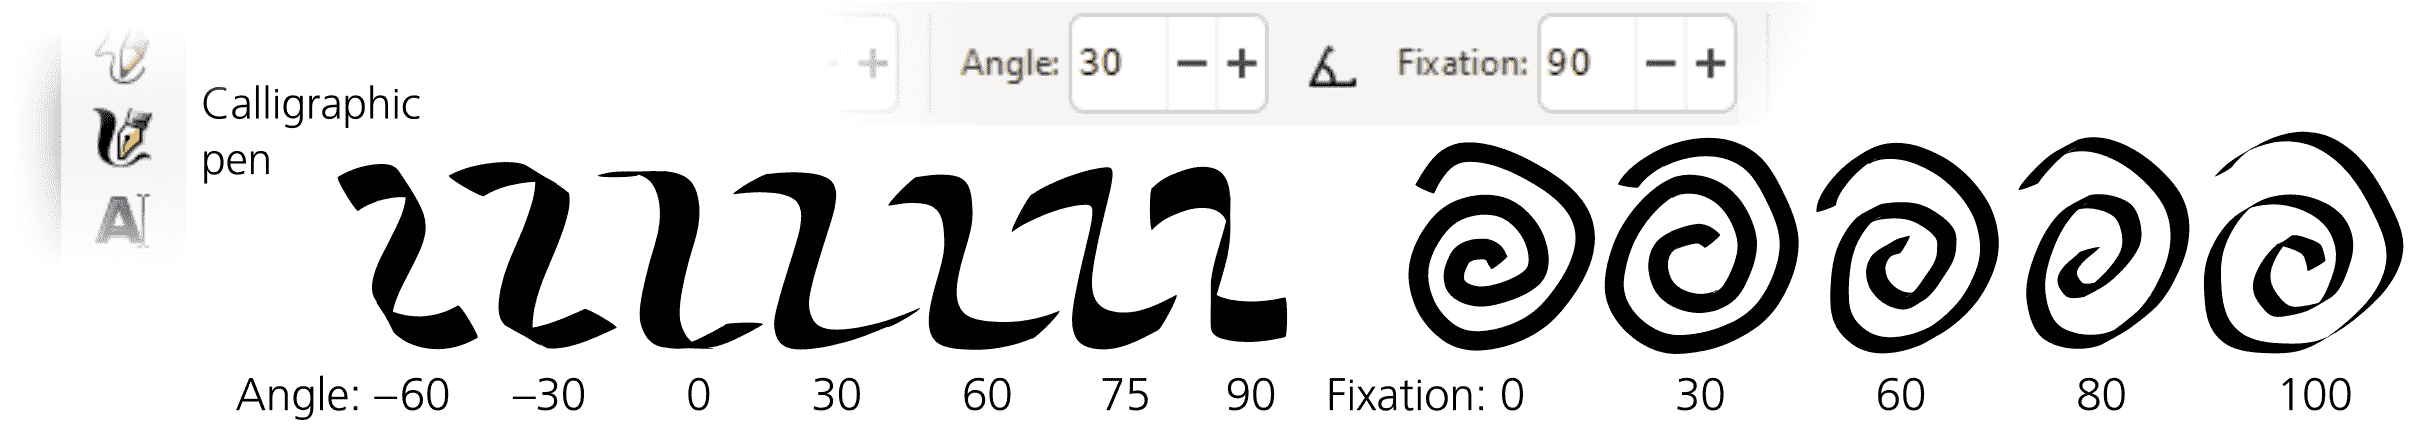 Angle: 30 − + Fixation: 90 − +
Calligraphic
pen
A
Angle: –60 –30 0 30 60 75 90 Fixation: 0 30 60 80 100